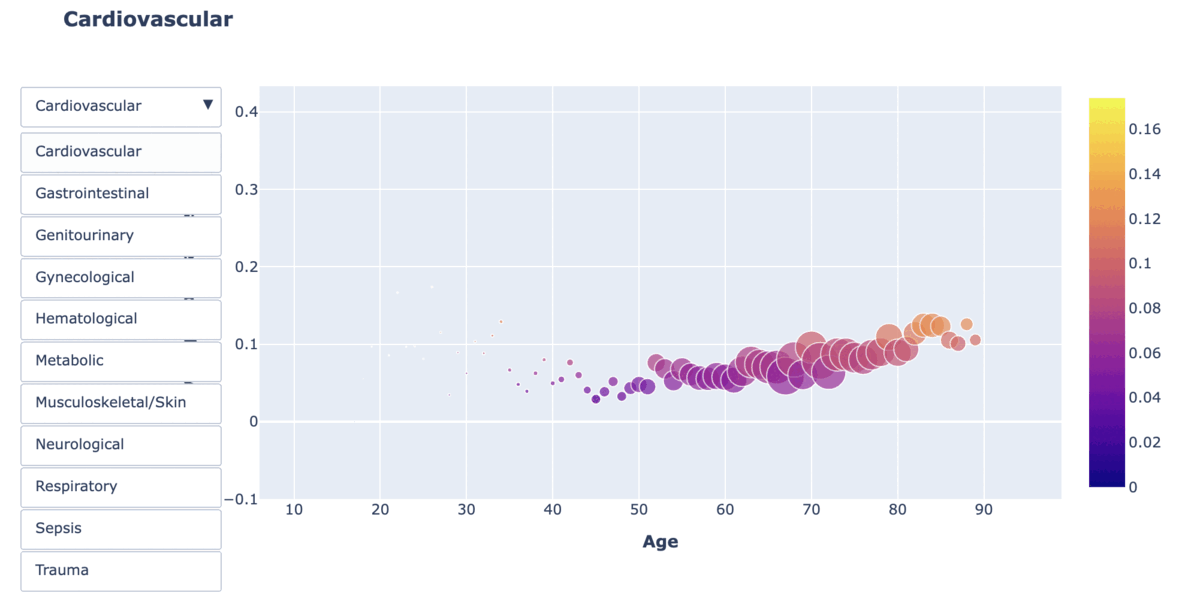 Cardiovascular
Cardiovascular ▼
Cardiovascular
Gastrointestinal
Genitourinary
Gynecological
Hematological
Metabolic
Musculoskeletal/Skin
Neurological
Respiratory
Sepsis
Trauma
0.4
0.3
0.2
0.1
0
−0.1
10 20 30 40 50 60 70 80 90
Age
0.16
0.14
0.12
0.1
0.08
0.06
0.04
0.02
0